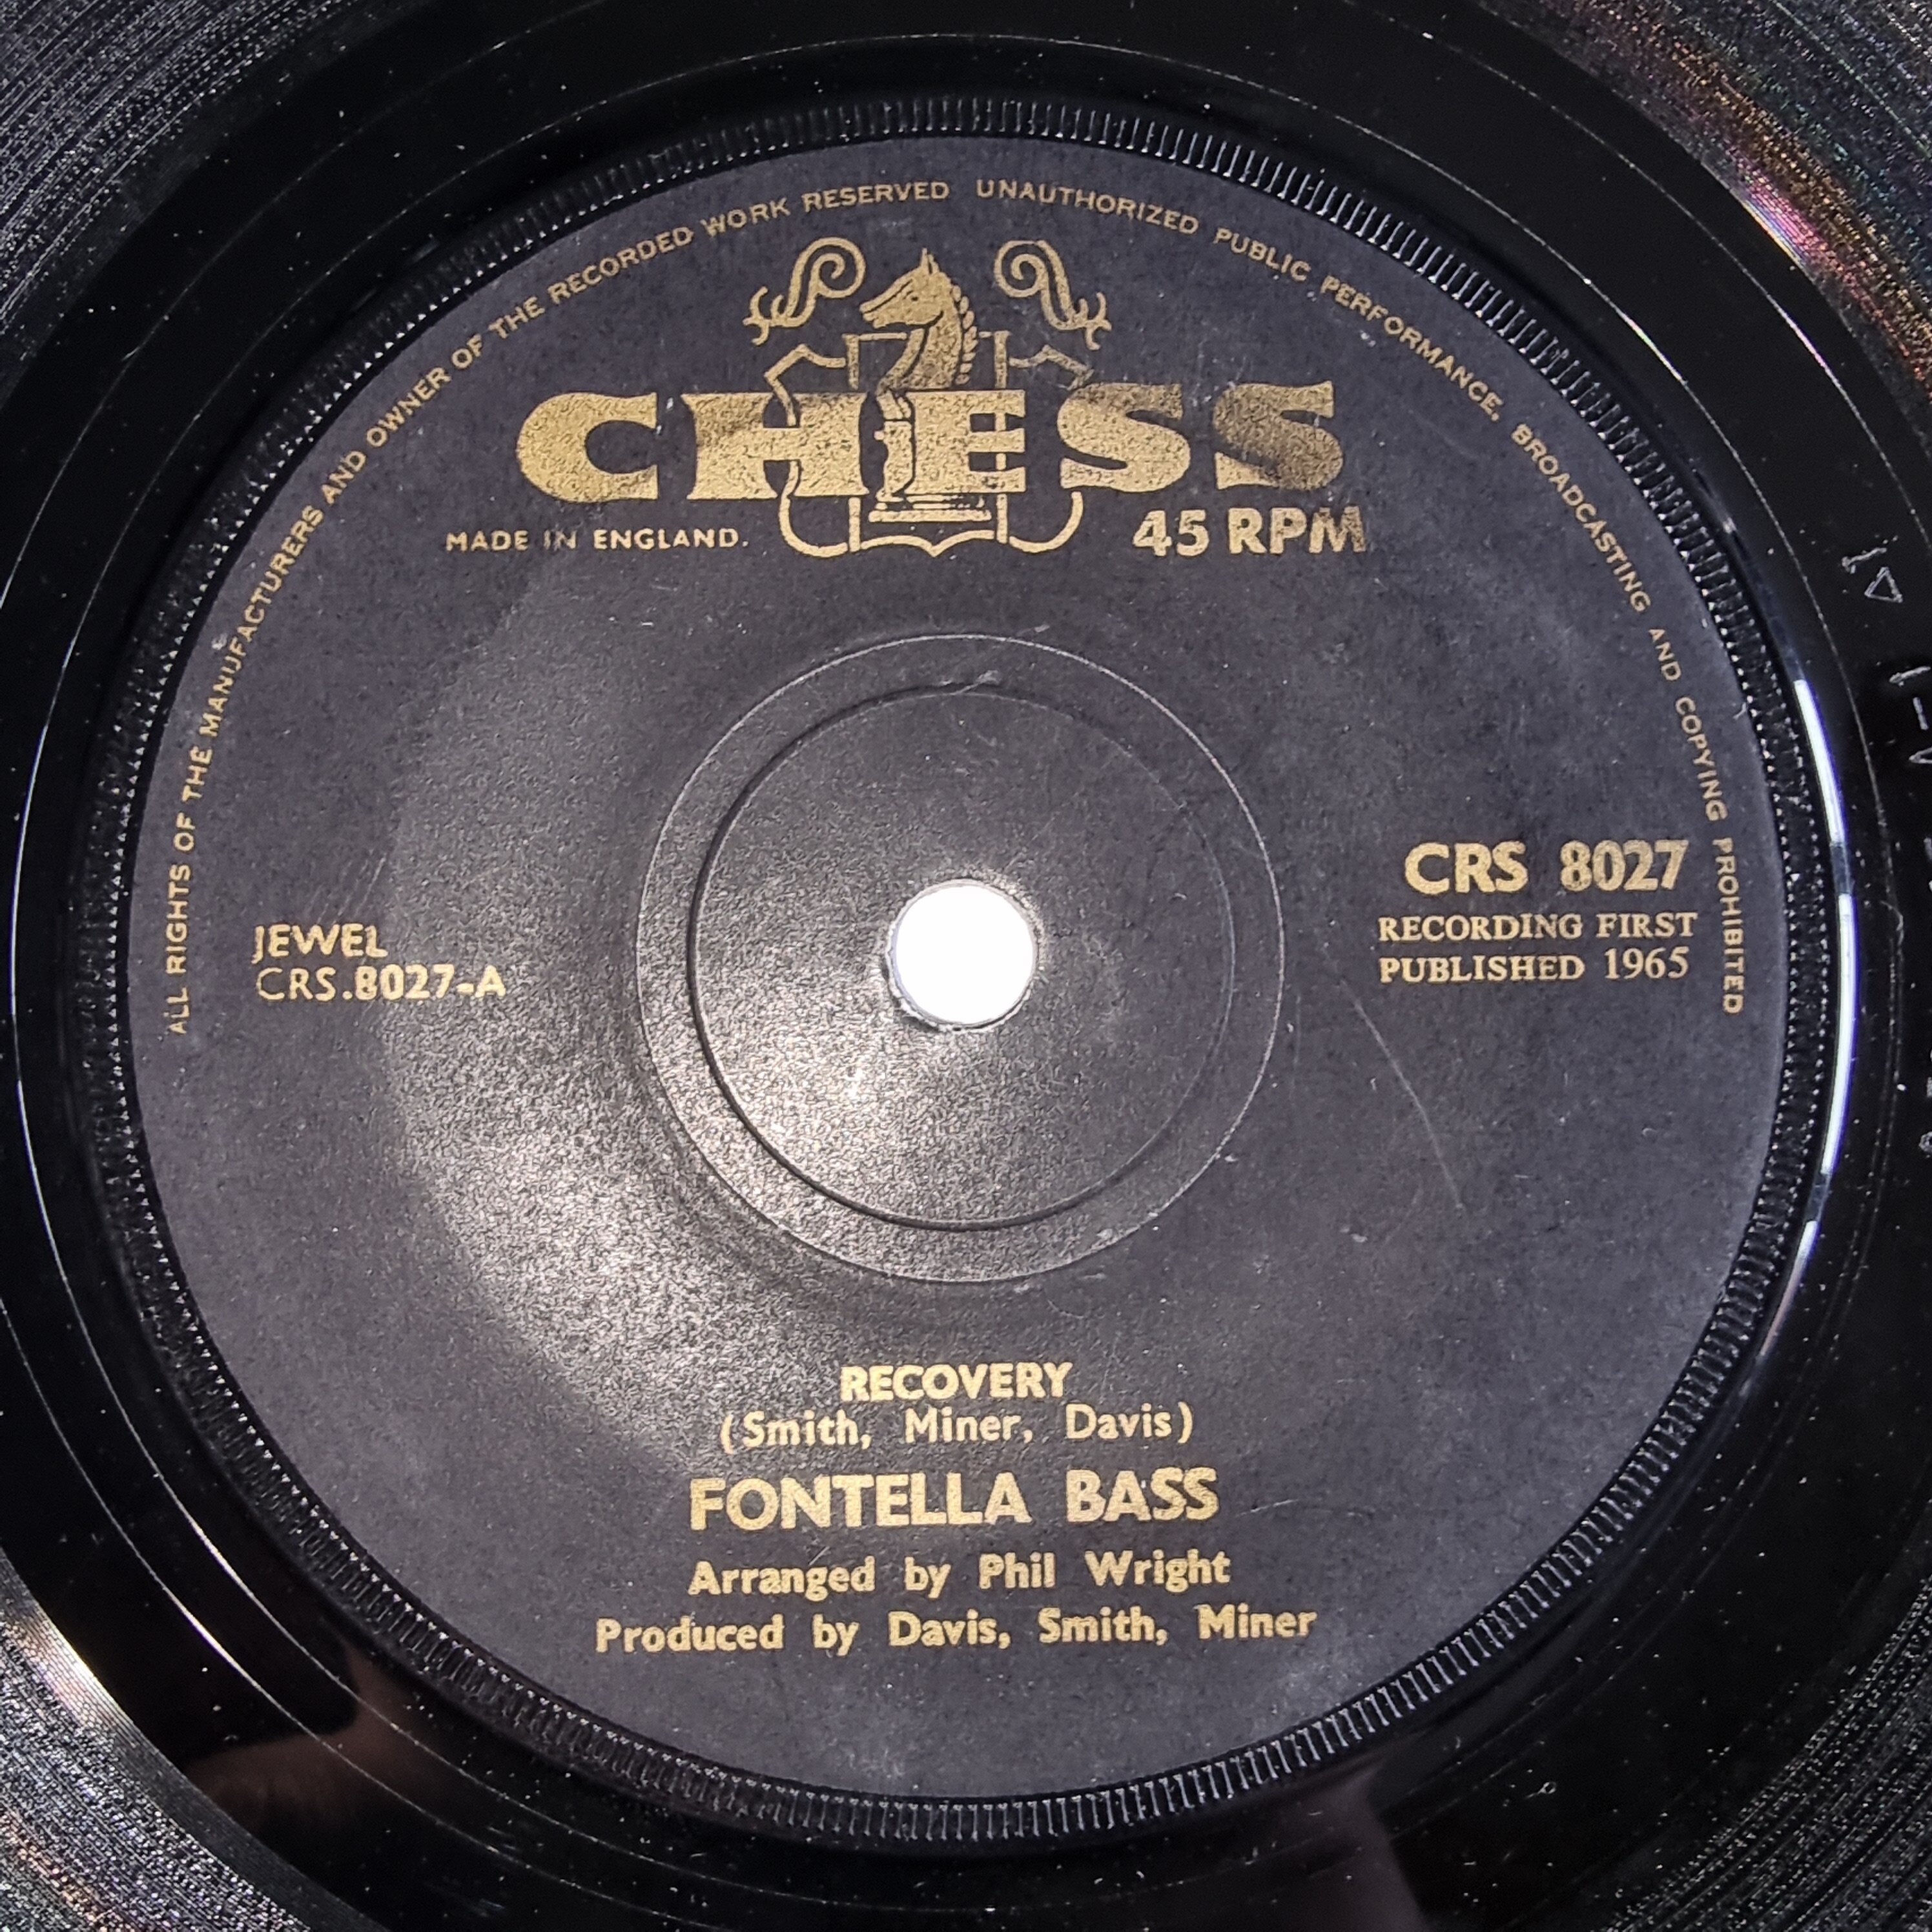 ALL RIGHTS OF THE MANUFACTURERS AND OWNER OF THE RECORDED WORK RESERVED UNAUTHORIZED PUBLIC PERFORMANCE, BROADCASTING AND COPYING PROHIBITED
CHESS
MADE IN ENGLAND.
45 RPM
JEWEL
CRS.8027-A
CRS 8027
RECORDING FIRST
PUBLISHED 1965
RECOVERY
(Smith, Miner, Davis)
FONTELLA BASS
Arranged by Phil Wright
Produced by Davis, Smith, Miner